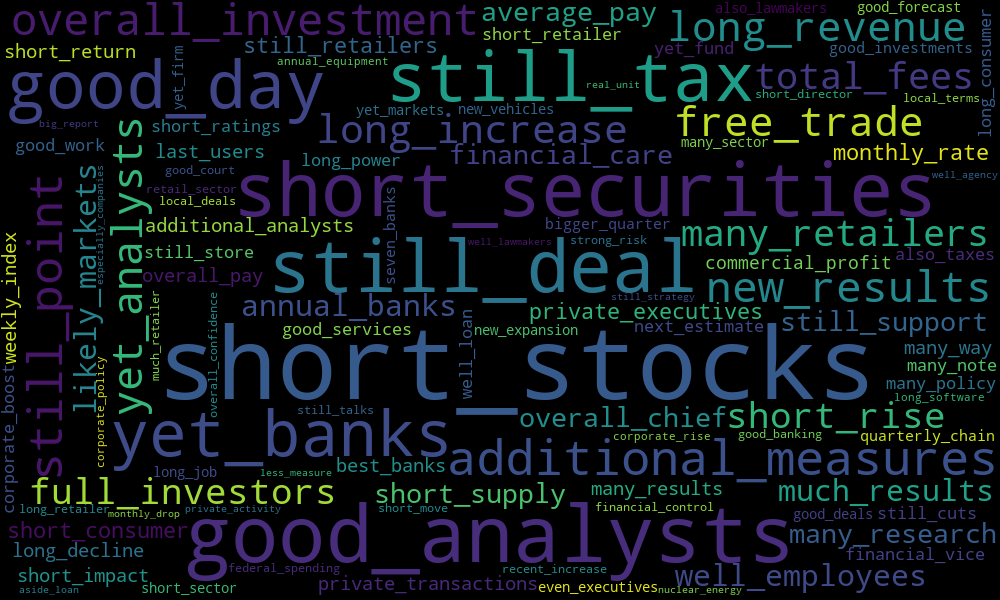 overall_investment
average_pay
also_lawmakers
good_forecast
short_retailer
long_revenue
short_return
still_retailers
yet_fund
good_investments
annual_equipment
good_day
yet_firm
still_tax
real_unit
total_fees
long_consumer
short_director
local_terms
yet_markets
new_vehicles
big_report
short_ratings
long_increase
free_trade
many_sector
good_work
last_users
long_power
financial_care
monthly_rate
good_court
well_agency
retail_sector
local_deals
short_securities
likely_markets
especially_companies
yet_analysts
still_point
additional_analysts
seven_banks
bigger_quarter
many_retailers
strong_risk
well_lawmakers
still_store
still_deal
commercial_profit
also_taxes
weekly_index
overall_pay
new_results
still_strategy
much_retailer
overall_confidence
annual_banks
private_executives
good_services
new_expansion
next_estimate
still_support
well_loan
short_stocks
many_way
many_note
many_policy
long_software
corporate_boost
corporate_policy
still_talks
overall_chief
short_rise
yet_banks
corporate_rise
good_banking
quarterly_chain
long_job
less_measure
best_banks
additional_measures
full_investors
short_supply
many_results
much_results
long_retailer
monthly_drop
private_activity
short_move
financial_control
good_deals
still_cuts
short_consumer
good_analysts
many_research
long_decline
financial_vice
short_impact
federal_spending
recent_increase
well_employees
aside_loan
short_sector
private_transactions
even_executives
nuclear_energy